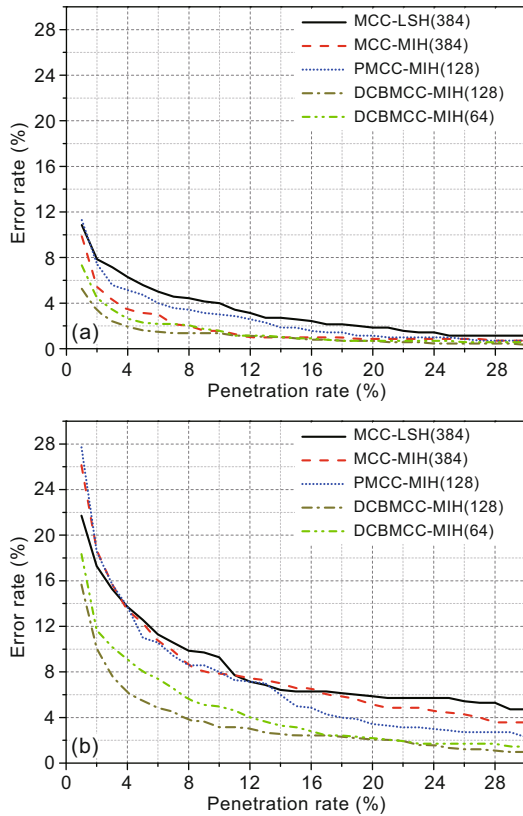 28
24
20
16
12
8
4
0
Error rate (%)
MCC-LSH(384)
MCC-MIH(384)
PMCC-MIH(128)
DCBMCC-MIH(128)
DCBMCC-MIH(64)
(a)
0 4 8 12 16 20 24 28
Penetration rate (%)
28
24
20
16
12
8
4
0
Error rate (%)
MCC-LSH(384)
MCC-MIH(384)
PMCC-MIH(128)
DCBMCC-MIH(128)
DCBMCC-MIH(64)
(b)
0 4 8 12 16 20 24 28
Penetration rate (%)